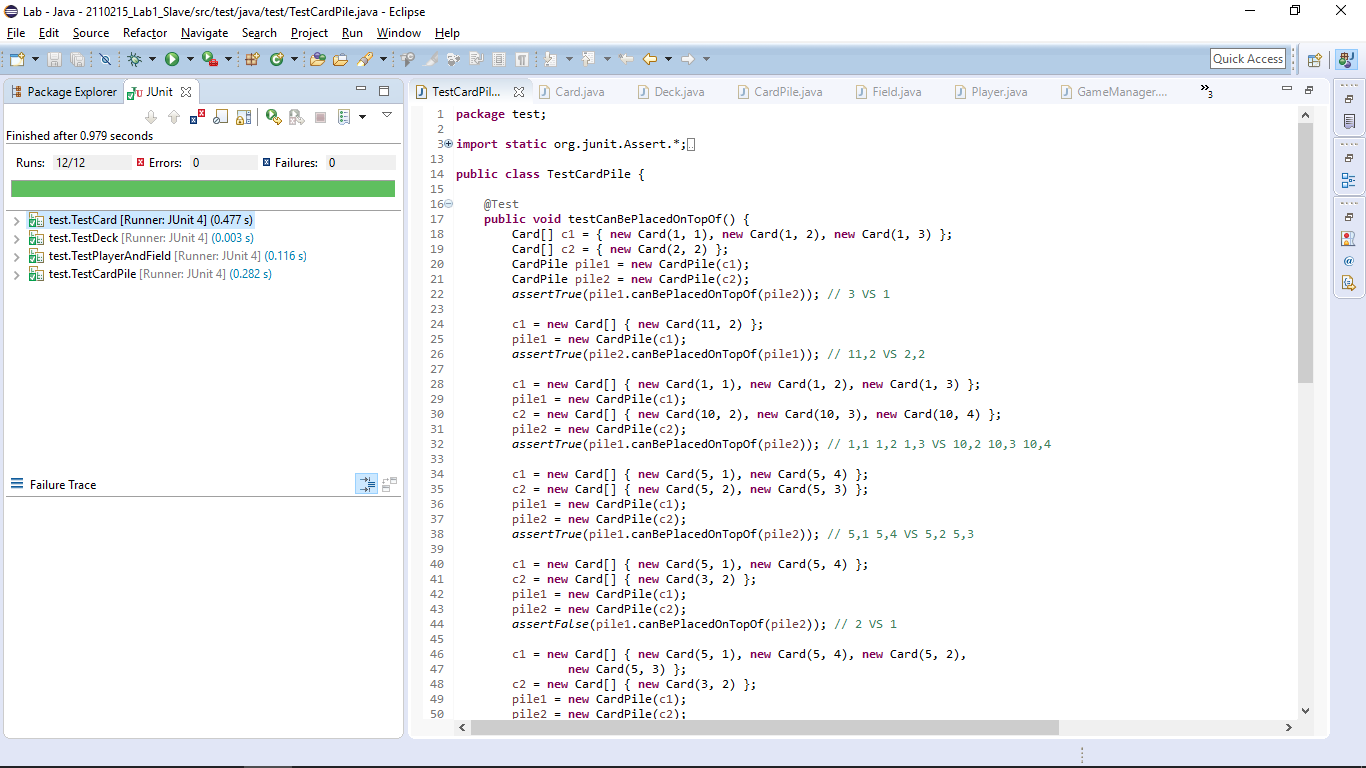 Lab - Java - 2110215_Lab1_Slave/src/test/java/test/TestCardPile.java - Eclipse
File Edit Source Refactor Navigate Search Project Run Window Help
Quick Access
Package Explorer JUnit
Finished after 0.979 seconds
Runs: 12/12 Errors: 0 Failures: 0
test.TestCard [Runner: JUnit 4] (0.477 s)
test.TestDeck [Runner: JUnit 4] (0.003 s)
test.TestPlayerAndField [Runner: JUnit 4] (0.116 s)
test.TestCardPile [Runner: JUnit 4] (0.282 s)
Failure Trace
TestCardPil... Card.java Deck.java CardPile.java Field.java Player.java GameManager.... »3
1 package test;
2
3 import static org.junit.Assert.*;
13
14 public class TestCardPile {
15
16 @Test
17 public void testCanBePlacedOnTopOf() {
18 Card[] c1 = { new Card(1, 1), new Card(1, 2), new Card(1, 3) };
19 Card[] c2 = { new Card(2, 2) };
20 CardPile pile1 = new CardPile(c1);
21 CardPile pile2 = new CardPile(c2);
22 assertTrue(pile1.canBePlacedOnTopOf(pile2)); // 3 VS 1
23
24 c1 = new Card[] { new Card(11, 2) };
25 pile1 = new CardPile(c1);
26 assertTrue(pile2.canBePlacedOnTopOf(pile1)); // 11,2 VS 2,2
27
28 c1 = new Card[] { new Card(1, 1), new Card(1, 2), new Card(1, 3) };
29 pile1 = new CardPile(c1);
30 c2 = new Card[] { new Card(10, 2), new Card(10, 3), new Card(10, 4) };
31 pile2 = new CardPile(c2);
32 assertTrue(pile1.canBePlacedOnTopOf(pile2)); // 1,1 1,2 1,3 VS 10,2 10,3 10,4
33
34 c1 = new Card[] { new Card(5, 1), new Card(5, 4) };
35 c2 = new Card[] { new Card(5, 2), new Card(5, 3) };
36 pile1 = new CardPile(c1);
37 pile2 = new CardPile(c2);
38 assertTrue(pile1.canBePlacedOnTopOf(pile2)); // 5,1 5,4 VS 5,2 5,3
39
40 c1 = new Card[] { new Card(5, 1), new Card(5, 4) };
41 c2 = new Card[] { new Card(3, 2) };
42 pile1 = new CardPile(c1);
43 pile2 = new CardPile(c2);
44 assertFalse(pile1.canBePlacedOnTopOf(pile2)); // 2 VS 1
45
46 c1 = new Card[] { new Card(5, 1), new Card(5, 4), new Card(5, 2),
47 new Card(5, 3) };
48 c2 = new Card[] { new Card(3, 2) };
49 pile1 = new CardPile(c1);
50 pile2 = new CardPile(c2);